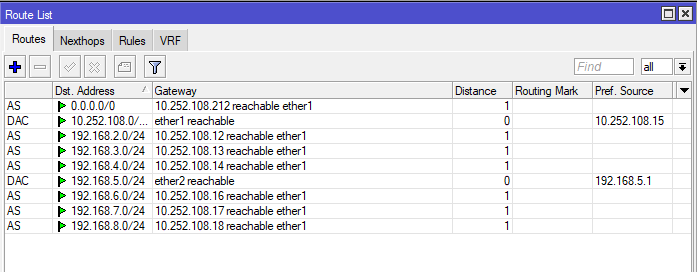 Route List
Routes Nexthops Rules VRF
Find all
Dst. Address Gateway Distance Routing Mark Pref. Source
AS 0.0.0.0/0 10.252.108.212 reachable ether1 1
DAC 10.252.108.0/... ether1 reachable 0 10.252.108.15
AS 192.168.2.0/24 10.252.108.12 reachable ether1 1
AS 192.168.3.0/24 10.252.108.13 reachable ether1 1
AS 192.168.4.0/24 10.252.108.14 reachable ether1 1
DAC 192.168.5.0/24 ether2 reachable 0 192.168.5.1
AS 192.168.6.0/24 10.252.108.16 reachable ether1 1
AS 192.168.7.0/24 10.252.108.17 reachable ether1 1
AS 192.168.8.0/24 10.252.108.18 reachable ether1 1